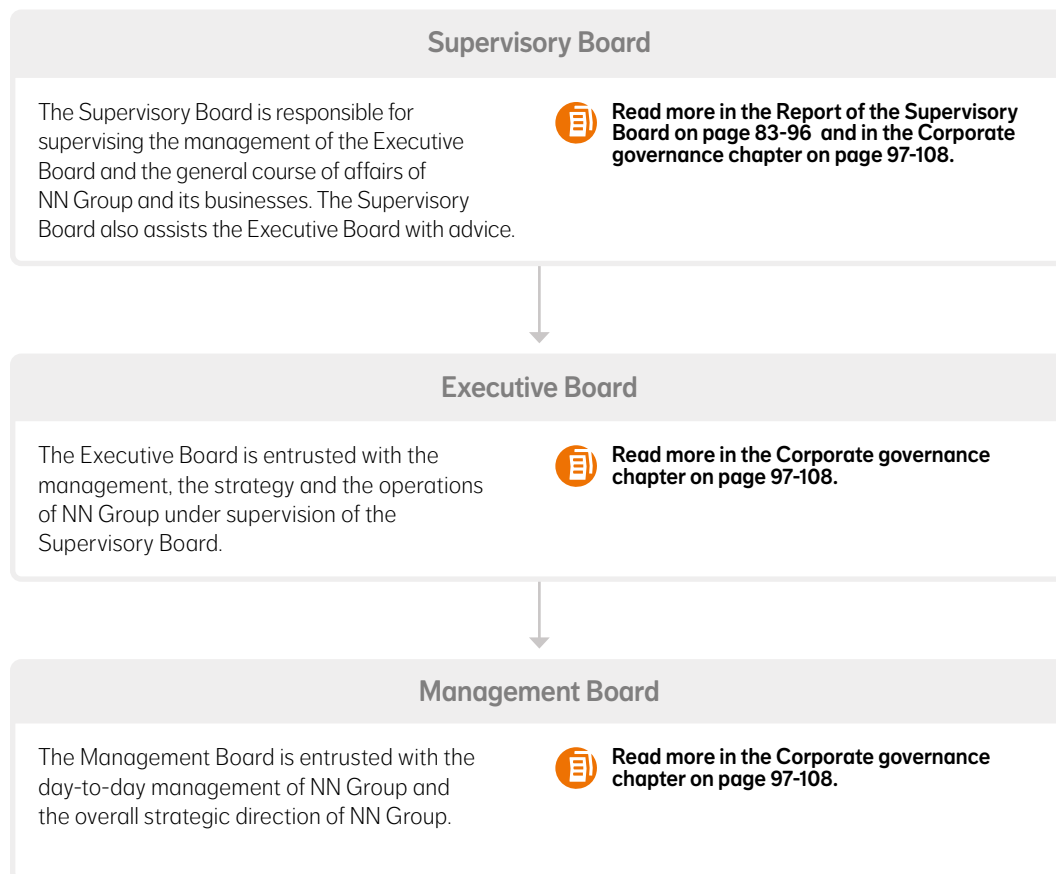 Supervisory Board
The Supervisory Board is responsible for
supervising the management of the Executive
Board and the general course of affairs of
NN Group and its businesses. The Supervisory
Board also assists the Executive Board with advice.
Read more in the Report of the Supervisory
Board on page 83-96 and in the Corporate
governance chapter on page 97-108.
Executive Board
The Executive Board is entrusted with the
management, the strategy and the operations
of NN Group under supervision of the
Supervisory Board.
Read more in the Corporate governance
chapter on page 97-108.
Management Board
The Management Board is entrusted with the
day-to-day management of NN Group and
the overall strategic direction of NN Group.
Read more in the Corporate governance
chapter on page 97-108.